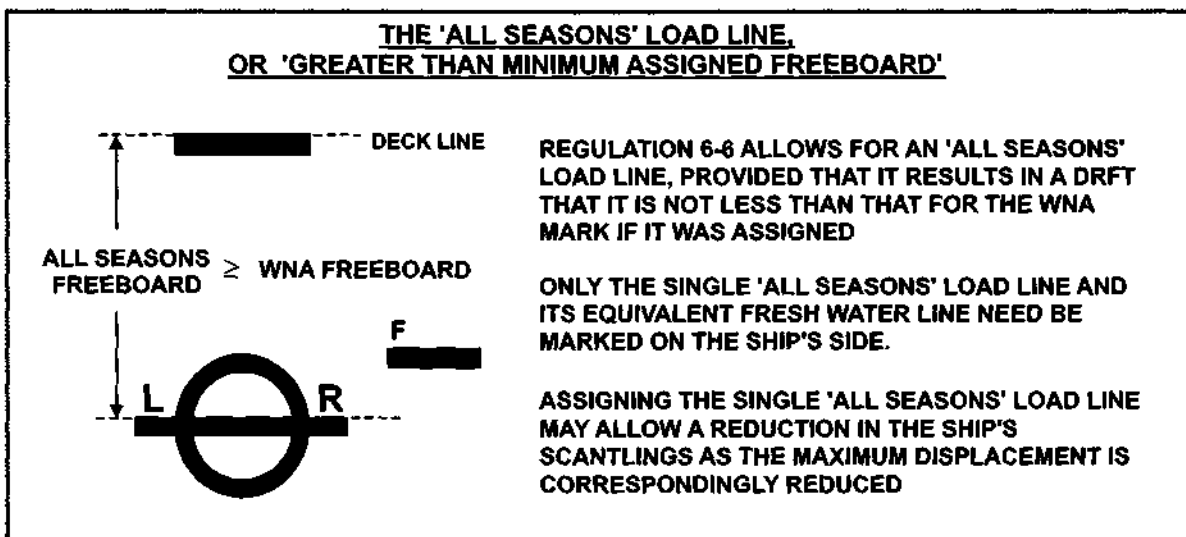 THE 'ALL SEASONS' LOAD LINE,
OR 'GREATER THAN MINIMUM ASSIGNED FREEBOARD'
DECK LINE
ALL SEASONS
FREEBOARD ≥ WNA FREEBOARD
F
L R
REGULATION 6-6 ALLOWS FOR AN 'ALL SEASONS'
LOAD LINE, PROVIDED THAT IT RESULTS IN A DRFT
THAT IT IS NOT LESS THAN THAT FOR THE WNA
MARK IF IT WAS ASSIGNED
ONLY THE SINGLE 'ALL SEASONS' LOAD LINE AND
ITS EQUIVALENT FRESH WATER LINE NEED BE
MARKED ON THE SHIP'S SIDE.
ASSIGNING THE SINGLE 'ALL SEASONS' LOAD LINE
MAY ALLOW A REDUCTION IN THE SHIP'S
SCANTLINGS AS THE MAXIMUM DISPLACEMENT IS
CORRESPONDINGLY REDUCED